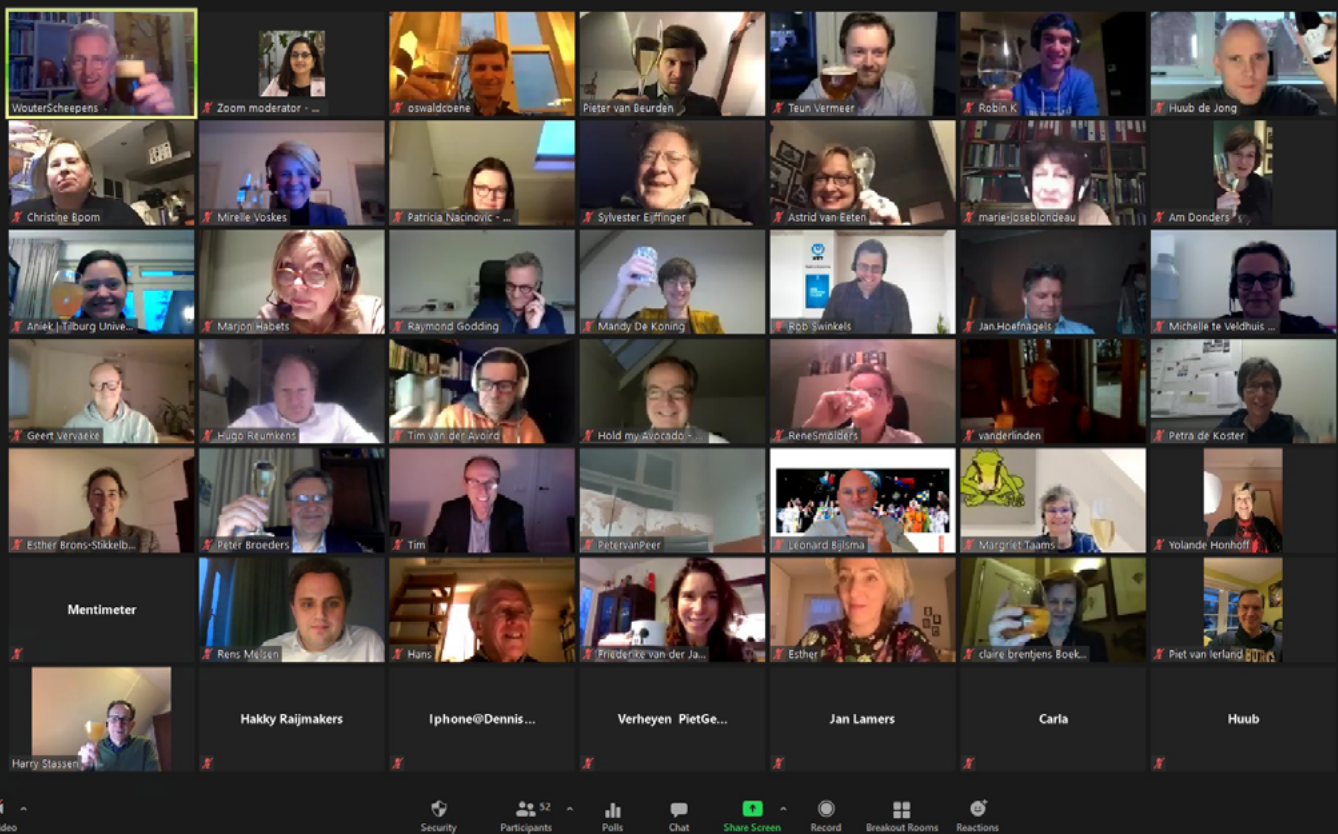 WouterScheepens
Zoom moderator - ...
oswaldcoene
Pieter van Beurden
Teun Vermeer
Robin K
Huub de Jong
Christine Boom
Mirelle Voskes
Patricia Nacinovic - ...
Sylvester Eijffinger
Astrid van Eeten
marie-joseblondeau
Am Donders
Aniek | Tilburg Unive...
Marjon Habets
Raymond Godding
Mandy De Koning
Rob Swinkels
Jan.Hoefnagels
Michelle te Veldhuis ...
Geert Vervaeke
Hugo Reumkens
Tim van der Avoird
Hold my Avocado - ...
ReneSmolders
vanderlinden
Petra de Koster
Esther Brons-Stikkelb...
Peter Broeders
Tim
PetervanPeer
Leonard Bijlsma
Margriet Taams
Yolande Honhoff
Mentimeter
Rens Meisen
Hans
Friederike van der Ja...
Esther
claire brentjens Boek...
Piet van Ierland
Harry Stassen
Hakky Raijmakers
Iphone@Dennis...
Verheyen PietGe...
Jan Lamers
Carla
Huub
ideo
Security
Participants
52
Polls
Chat
Share Screen
Record
Breakout Rooms
Reactions